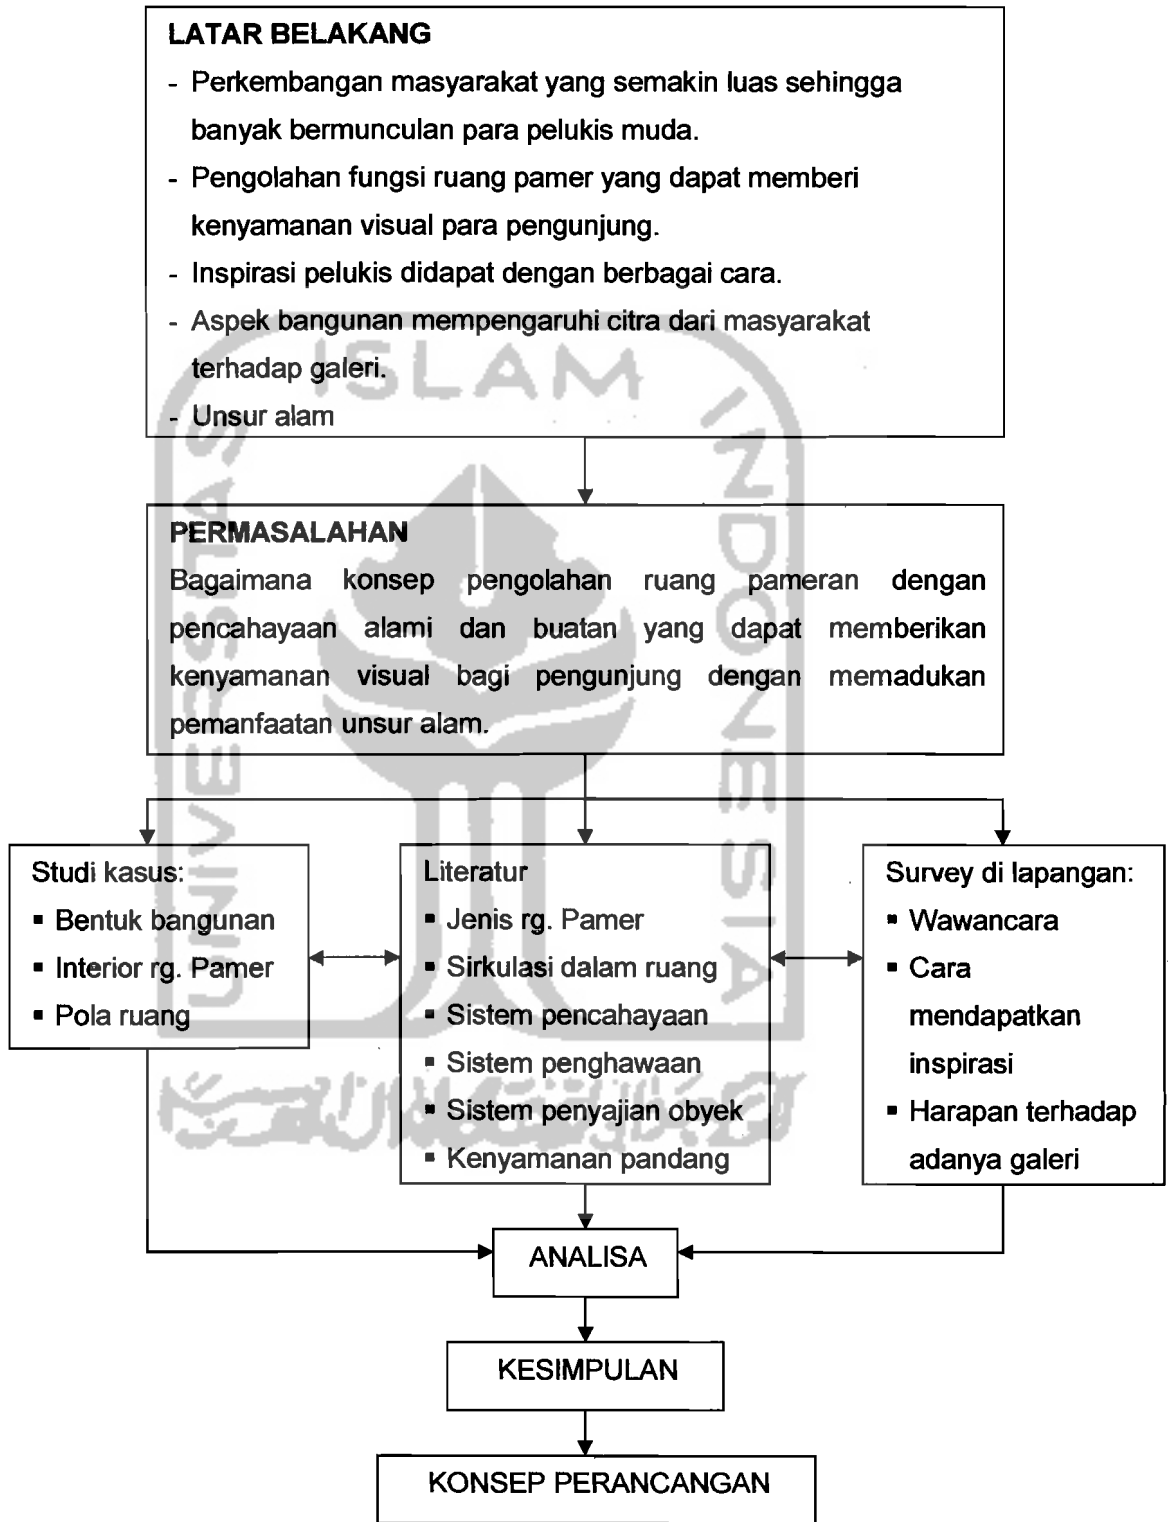 LATAR BELAKANG
- Perkembangan masyarakat yang semakin luas sehingga
banyak bermunculan para pelukis muda.
- Pengolahan fungsi ruang pamer yang dapat memberi
kenyamanan visual para pengunjung.
- Inspirasi pelukis didapat dengan berbagai cara.
- Aspek bangunan mempengaruhi citra dari masyarakat
terhadap galeri.
- Unsur alam
PERMASALAHAN
Bagaimana konsep pengolahan ruang pameran dengan
pencahayaan alami dan buatan yang dapat memberikan
kenyamanan visual bagi pengunjung dengan memadukan
pemanfaatan unsur alam.
Studi kasus:
▪ Bentuk bangunan
▪ Interior rg. Pamer
▪ Pola ruang
Literatur
▪ Jenis rg. Pamer
▪ Sirkulasi dalam ruang
▪ Sistem pencahayaan
▪ Sistem penghawaan
▪ Sistem penyajian obyek
▪ Kenyamanan pandang
Survey di lapangan:
▪ Wawancara
▪ Cara
mendapatkan
inspirasi
▪ Harapan terhadap
adanya galeri
ANALISA
KESIMPULAN
KONSEP PERANCANGAN
UNIVERSITAS
ISLAM
INDONESIA